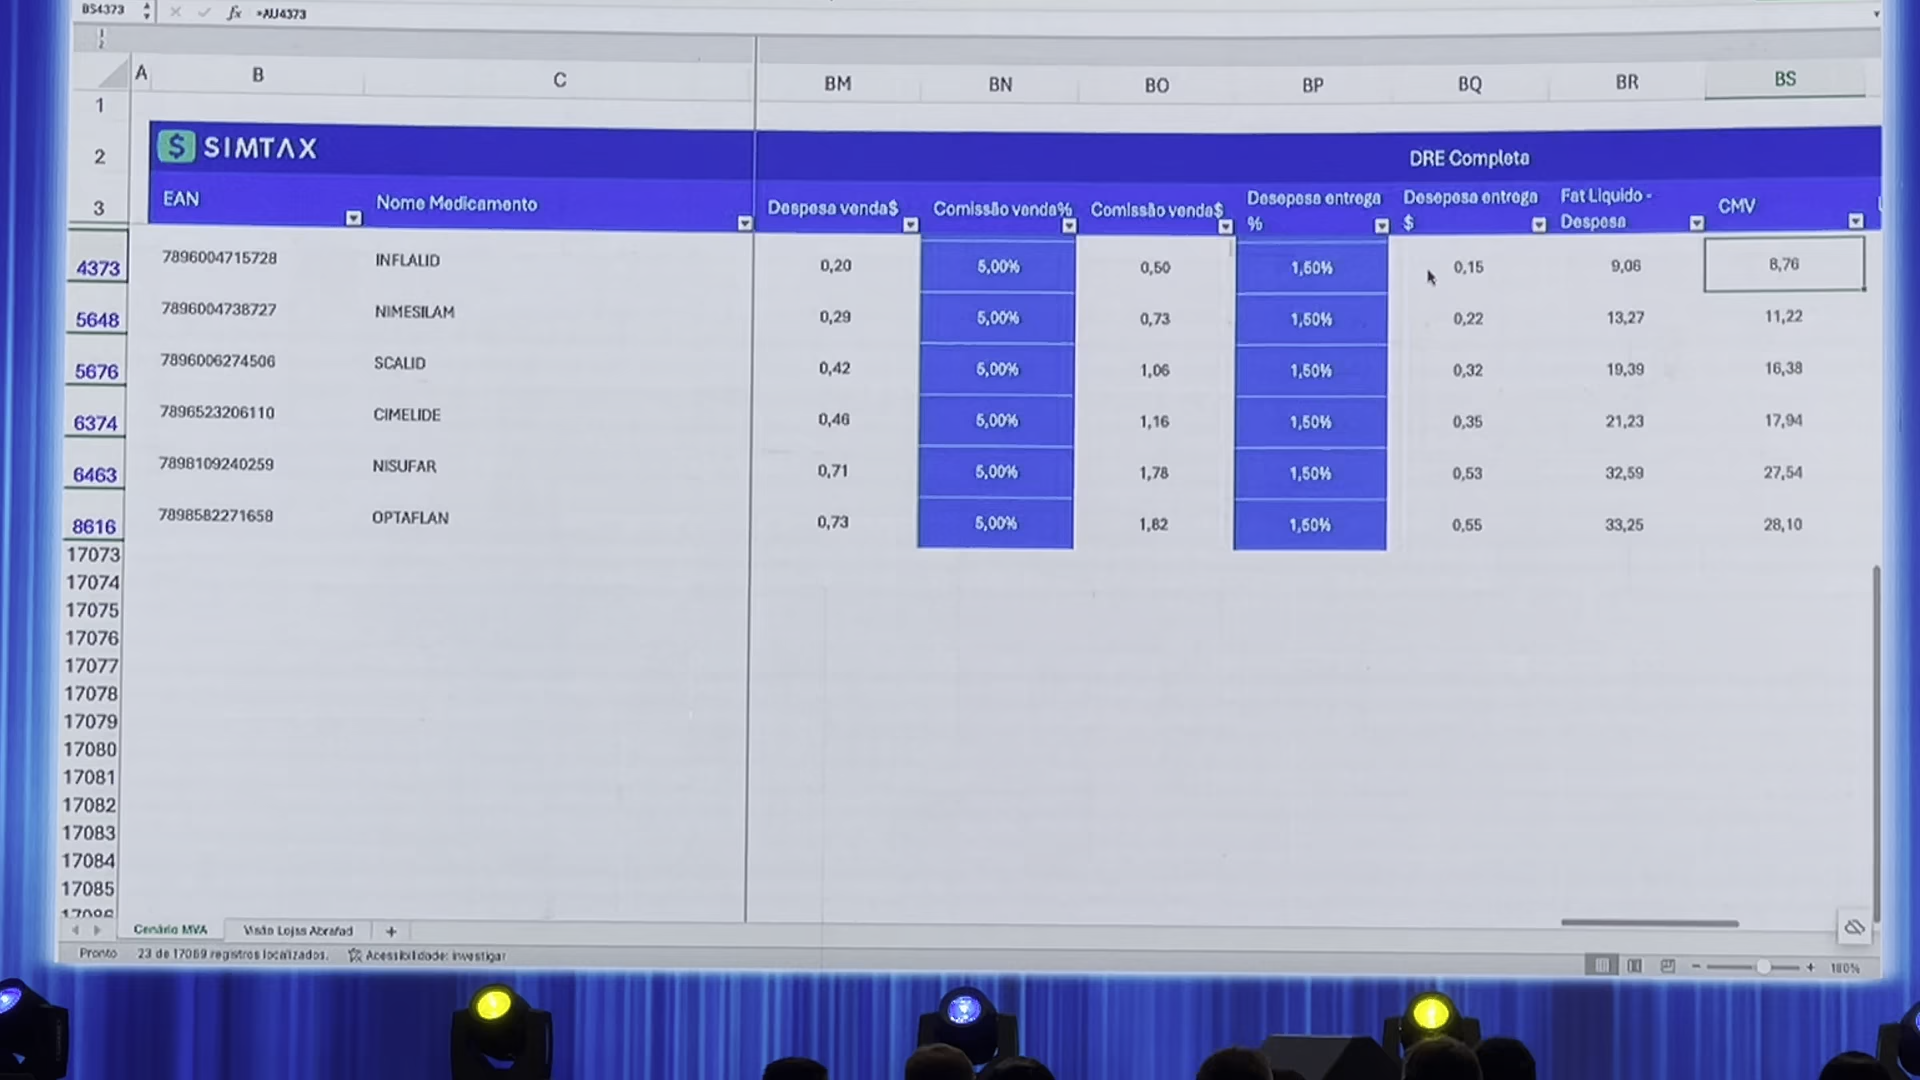 BS4373 fx =AU4373
A B C BM BN BO BP BQ BR BS
1
2 $ SIMTΛX DRE Completa
3 EAN Nome Medicamento Despesa venda$ Comissão venda% Comissão venda$ Desepesa entrega % Desepesa entrega $ Fat Liquido - Despesa CMV
4373 7896004715728 INFLALID 0,20 5,00% 0,50 1,50% 0,15 9,06 8,76
5648 7896004738727 NIMESILAM 0,29 5,00% 0,73 1,50% 0,22 13,27 11,22
5676 7896006274506 SCALID 0,42 5,00% 1,06 1,50% 0,32 19,39 16,38
6374 7896523206110 CIMELIDE 0,46 5,00% 1,16 1,50% 0,35 21,23 17,94
6463 7898109240259 NISUFAR 0,71 5,00% 1,78 1,50% 0,53 32,59 27,54
8616 7898582271658 OPTAFLAN 0,73 5,00% 1,82 1,50% 0,55 33,25 28,10
17073
17074
17075
17076
17077
17078
17079
17080
17081
17082
17083
17084
17085
17086
Cenário MVA Visão Lojas Abrafad +
Pronto 23 de 17069 registros localizados. Acessibilidade: investigar 180%